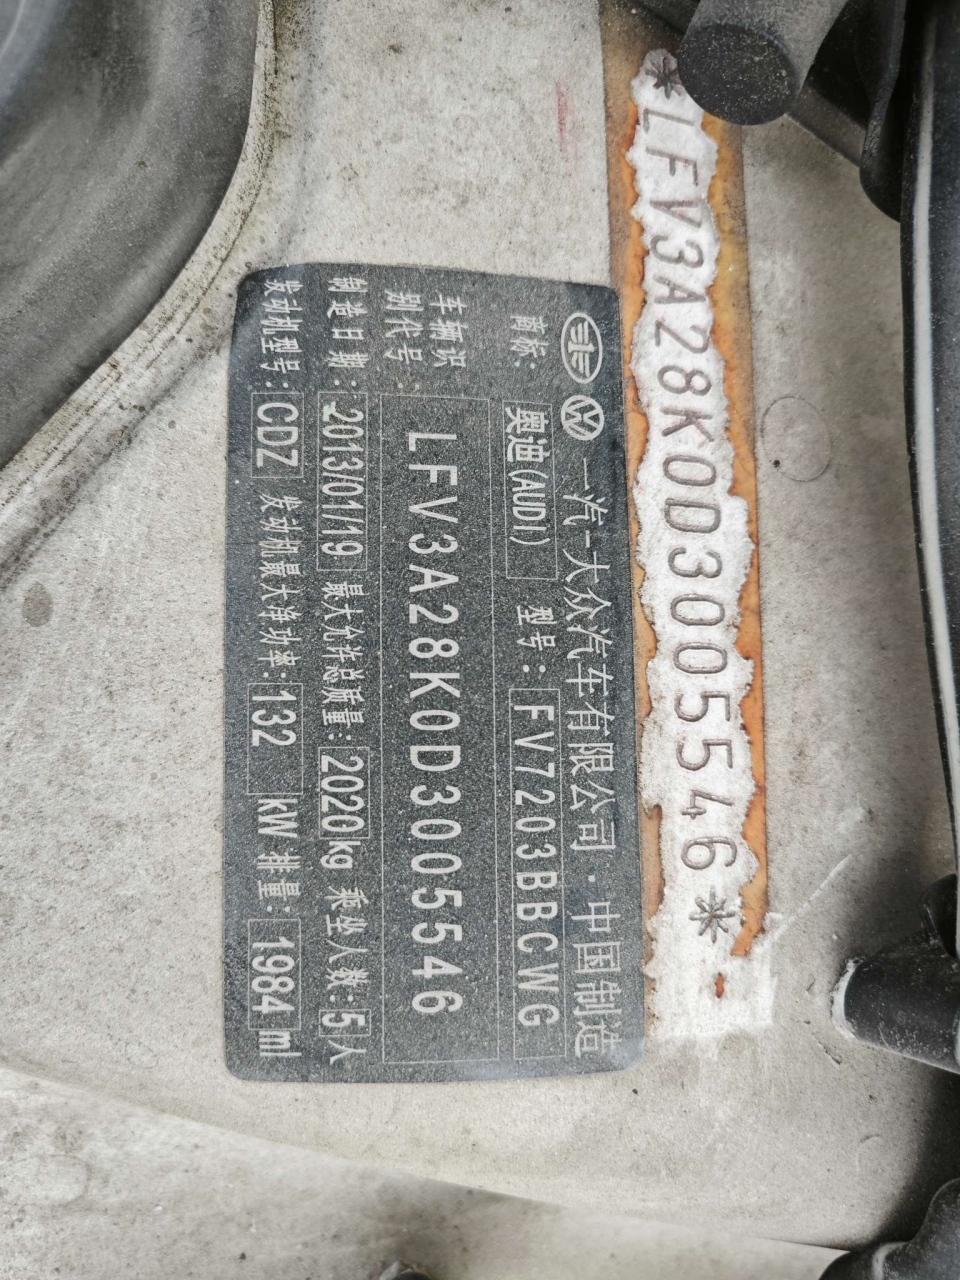 *LFV3A28K0D3005546*
一汽-大众汽车有限公司·中国制造
商标: 奥迪(AUDI) 型号: FV7203BBCWG
车辆识别代号: LFV3A28K0D3005546
制造日期: 2013/01/19 最大允许总质量: 2020kg 乘坐人数: 5人
发动机型号: CDZ 发动机最大净功率: 132 kW 排量: 1984 ml